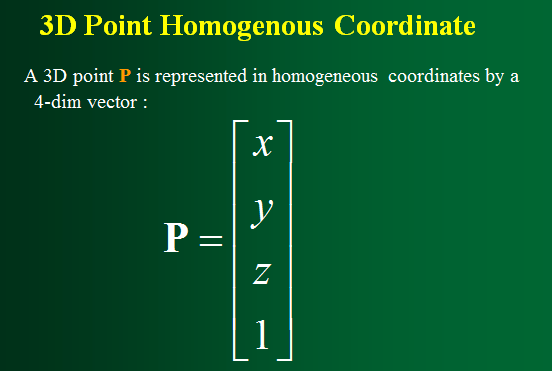 3D Point Homogenous Coordinate
A 3D point P is represented in homogeneous coordinates by a
4-dim vector :
x
y
P =
z
1